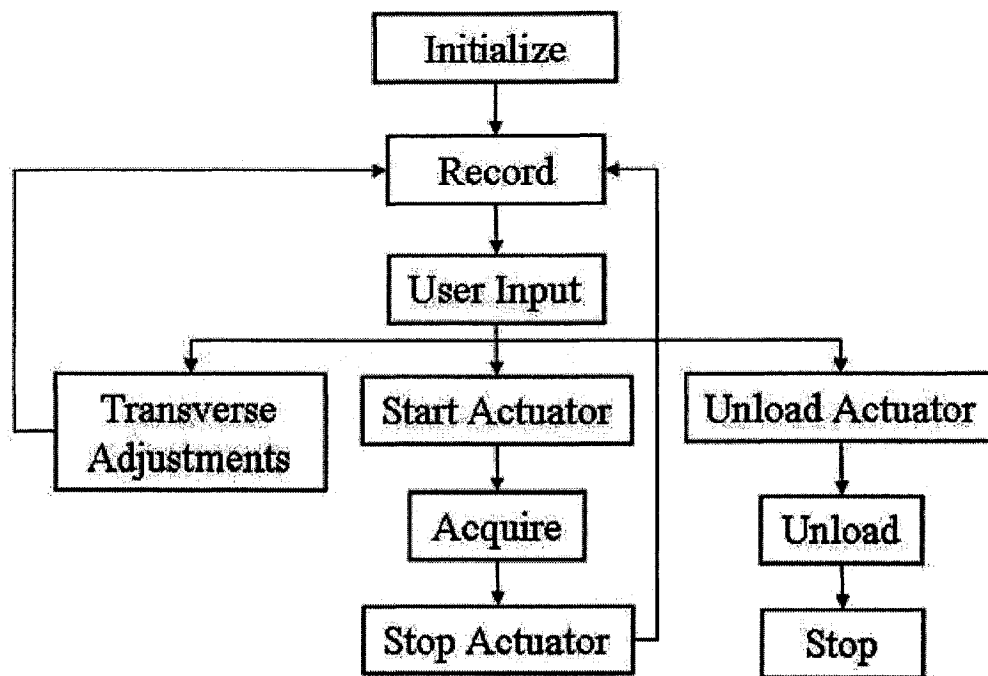 Initialize
Record
User Input
Transverse
Adjustments
Start Actuator
Unload Actuator
Acquire
Unload
Stop Actuator
Stop